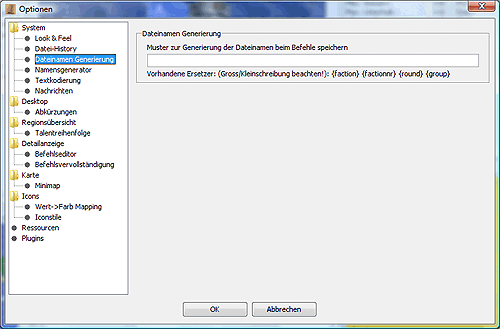 Optionen
System
Look & Feel
Datei-History
Dateinamen Generierung
Namensgenerator
Textkodierung
Nachrichten
Desktop
Abkürzungen
Regionsübersicht
Talentreihenfolge
Detailanzeige
Befehlseditor
Befehlsvervollständigung
Karte
Minimap
Icons
Wert->Farb Mapping
Iconstile
Ressourcen
Plugins
Dateinamen Generierung
Muster zur Generierung der Dateinamen beim Befehle speichern
Vorhandene Ersetzer: (Gross/Kleinschreibung beachten!): {faction} {factionnr} {round} {group}
OK
Abbrechen